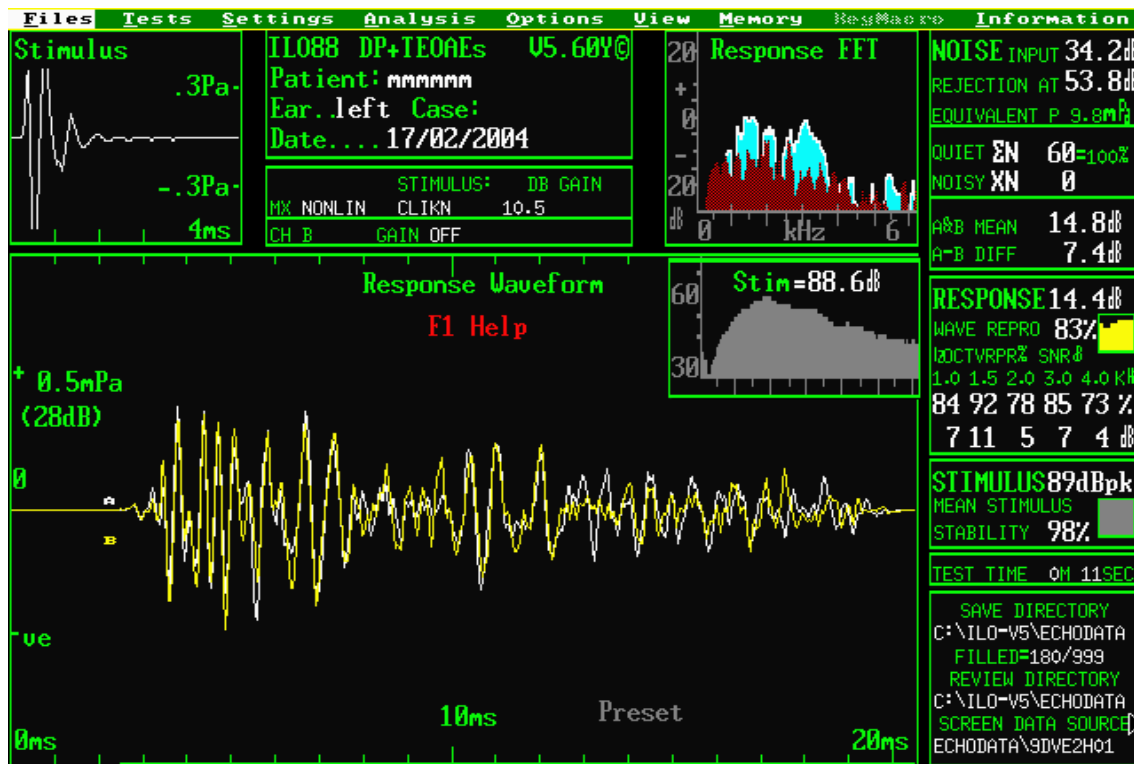 Files Tests Settings Analysis Options View Memory KeyMacro Information
Stimulus
.3Pa-
-.3Pa-
4ms
ILO88 DP+TEOAEs V5.60Y©
Patient: mmmmmm
Ear..left Case:
Date....17/02/2004
STIMULUS: DB GAIN
MX NONLIN CLIKN 10.5
CH B GAIN OFF
Response FFT
20
+
0
-
20
dB 0 kHz 6
NOISE INPUT 34.2dB
REJECTION AT 53.8dB
EQUIVALENT P 9.8mPa
QUIET ΣN 60=100%
NOISY XN 0
A&B MEAN 14.8dB
A-B DIFF 7.4dB
RESPONSE 14.4dB
WAVE REPRO 83%
½OCTVRPR% SNRdB
1.0 1.5 2.0 3.0 4.0 KH
84 92 78 85 73 %
7 11 5 7 4 dB
STIMULUS 89dBpk
MEAN STIMULUS
STABILITY 98%
TEST TIME 0M 11SEC
SAVE DIRECTORY
C:\ILO-V5\ECHODATA
FILLED=180/999
REVIEW DIRECTORY
C:\ILO-V5\ECHODATA
SCREEN DATA SOURCE
ECHODATA\9DVE2H01
Response Waveform
F1 Help
Stim=88.6dB
60
30
+ 0.5mPa
(28dB)
0
A
B
-ve
0ms
10ms
Preset
20ms